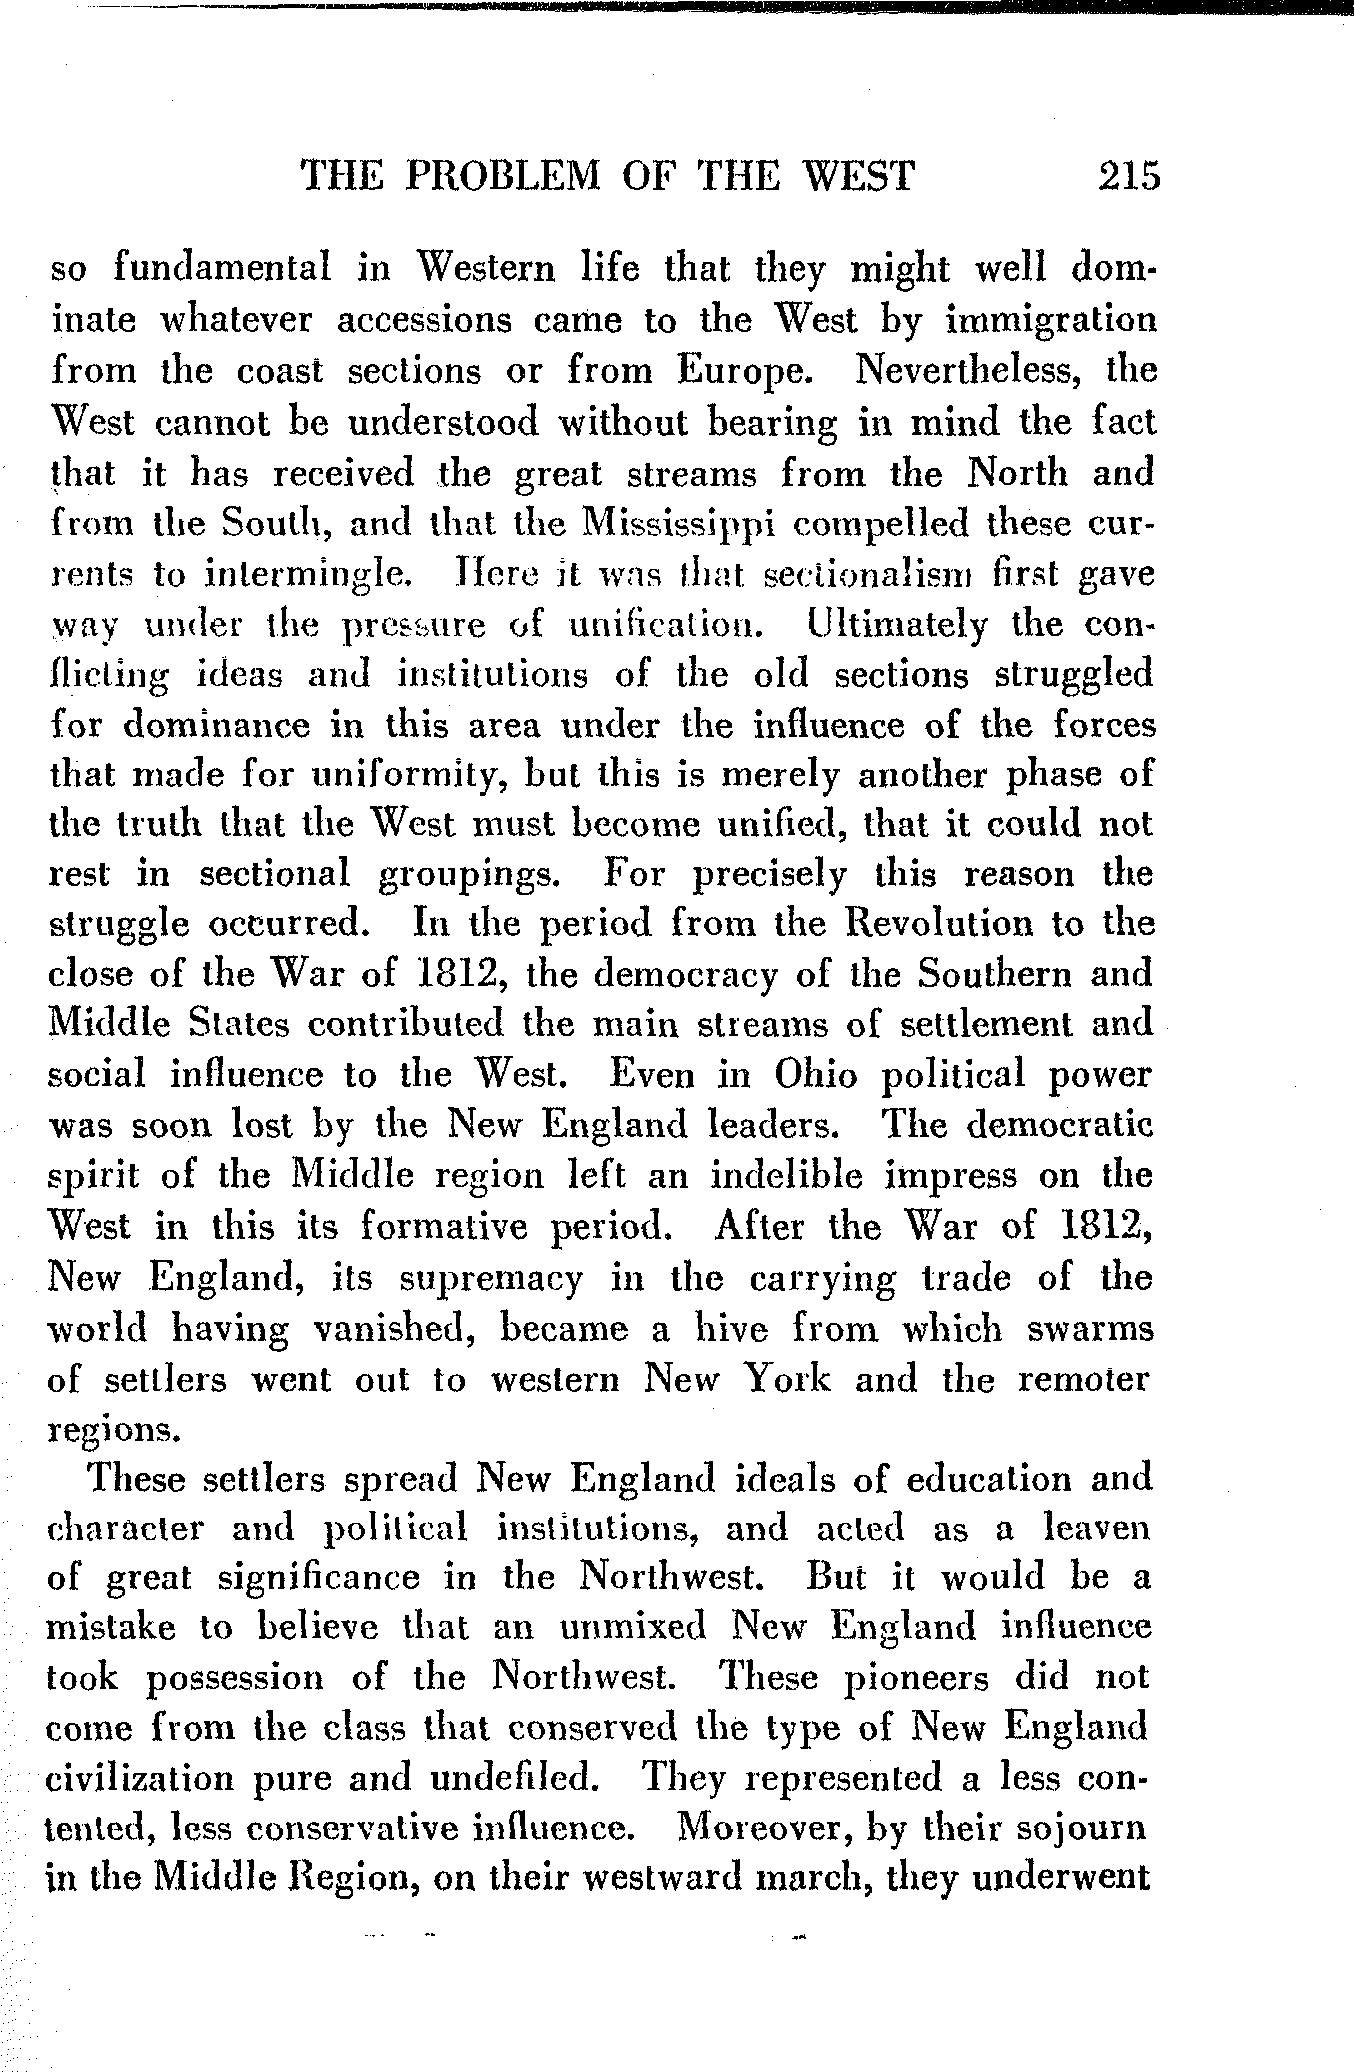 THE PROBLEM OF THE WEST 215
so fundamental in Western life that they might well dom-
inate whatever accessions came to the West by immigration
from the coast sections or from Europe. Nevertheless, the
West cannot be understood without bearing in mind the fact
that it has received the great streams from the North and
from the South, and that the Mississippi compelled these cur-
rents to intermingle. Here it was that sectionalism first gave
way under the pressure of unification. Ultimately the con-
flicting ideas and institutions of the old sections struggled
for dominance in this area under the influence of the forces
that made for uniformity, but this is merely another phase of
the truth that the West must become unified, that it could not
rest in sectional groupings. For precisely this reason the
struggle occurred. In the period from the Revolution to the
close of the War of 1812, the democracy of the Southern and
Middle States contributed the main streams of settlement and
social influence to the West. Even in Ohio political power
was soon lost by the New England leaders. The democratic
spirit of the Middle region left an indelible impress on the
West in this its formative period. After the War of 1812,
New England, its supremacy in the carrying trade of the
world having vanished, became a hive from which swarms
of settlers went out to western New York and the remoter
regions.
These settlers spread New England ideals of education and
character and political institutions, and acted as a leaven
of great significance in the Northwest. But it would be a
mistake to believe that an unmixed New England influence
took possession of the Northwest. These pioneers did not
come from the class that conserved the type of New England
civilization pure and undefiled. They represented a less con-
tented, less conservative influence. Moreover, by their sojourn
in the Middle Region, on their westward march, they underwent